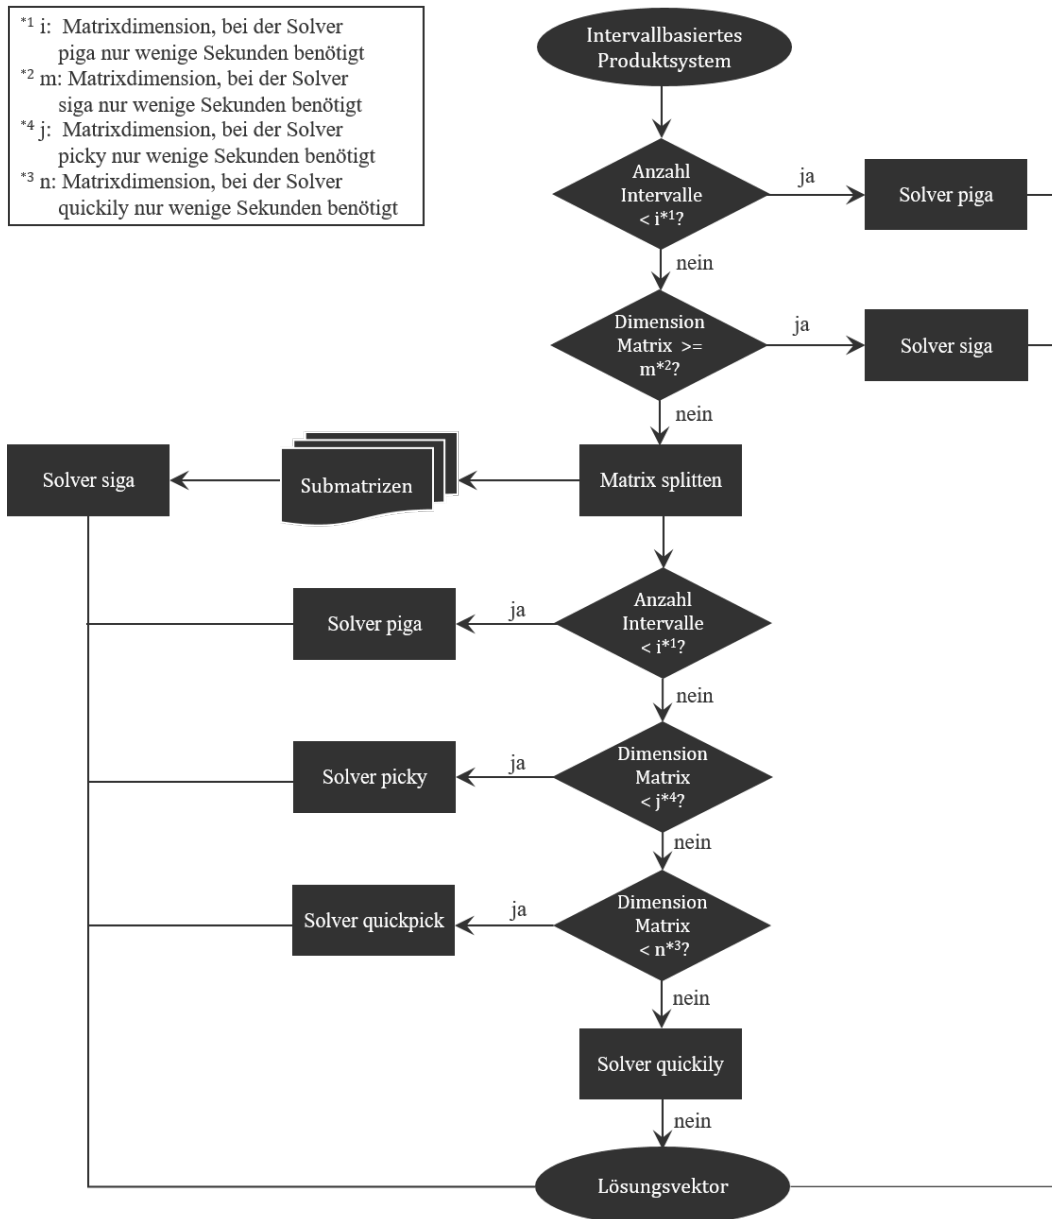 *1 i: Matrixdimension, bei der Solver
piga nur wenige Sekunden benötigt
*2 m: Matrixdimension, bei der Solver
siga nur wenige Sekunden benötigt
*4 j: Matrixdimension, bei der Solver
picky nur wenige Sekunden benötigt
*3 n: Matrixdimension, bei der Solver
quickily nur wenige Sekunden benötigt
Intervallbasiertes
Produktsystem
Anzahl
Intervalle
< i*1?
ja
Solver piga
nein
Dimension
Matrix >=
m*2?
ja
Solver siga
nein
Matrix splitten
Submatrizen
Solver siga
Anzahl
Intervalle
< i*1?
ja
Solver piga
nein
Dimension
Matrix
< j*4?
ja
Solver picky
nein
Dimension
Matrix
< n*3?
ja
Solver quickpick
nein
Solver quickily
nein
Lösungsvektor